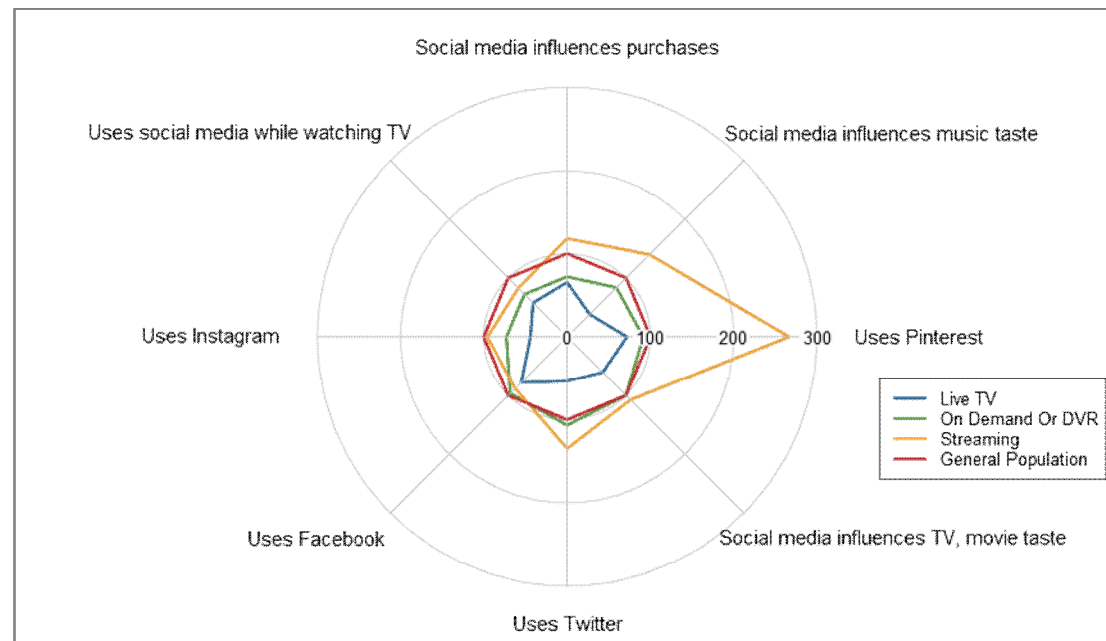 Social media influences purchases
Uses social media while watching TV
Social media influences music taste
Uses Instagram
0
100
200
300
Uses Pinterest
Live TV
On Demand Or DVR
Streaming
General Population
Uses Facebook
Social media influences TV, movie taste
Uses Twitter